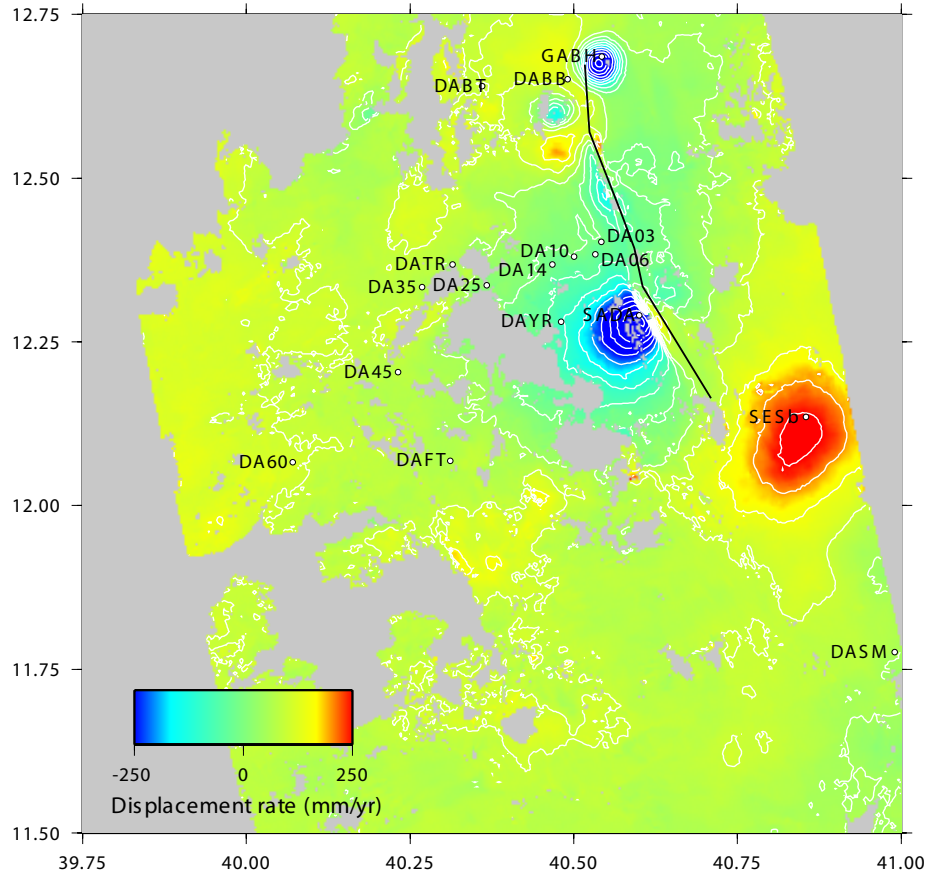 12.75
GABH
DABB
DABT
12.50
DA03
DA10
DA06
DATR
DA14
DA25
DA35
SADA
DAYR
12.25
DA45
SESb
DAFT
DA60
12.00
DASM
11.75
-250 0 250
Displacement rate (mm/yr)
11.50
39.75 40.00 40.25 40.50 40.75 41.00